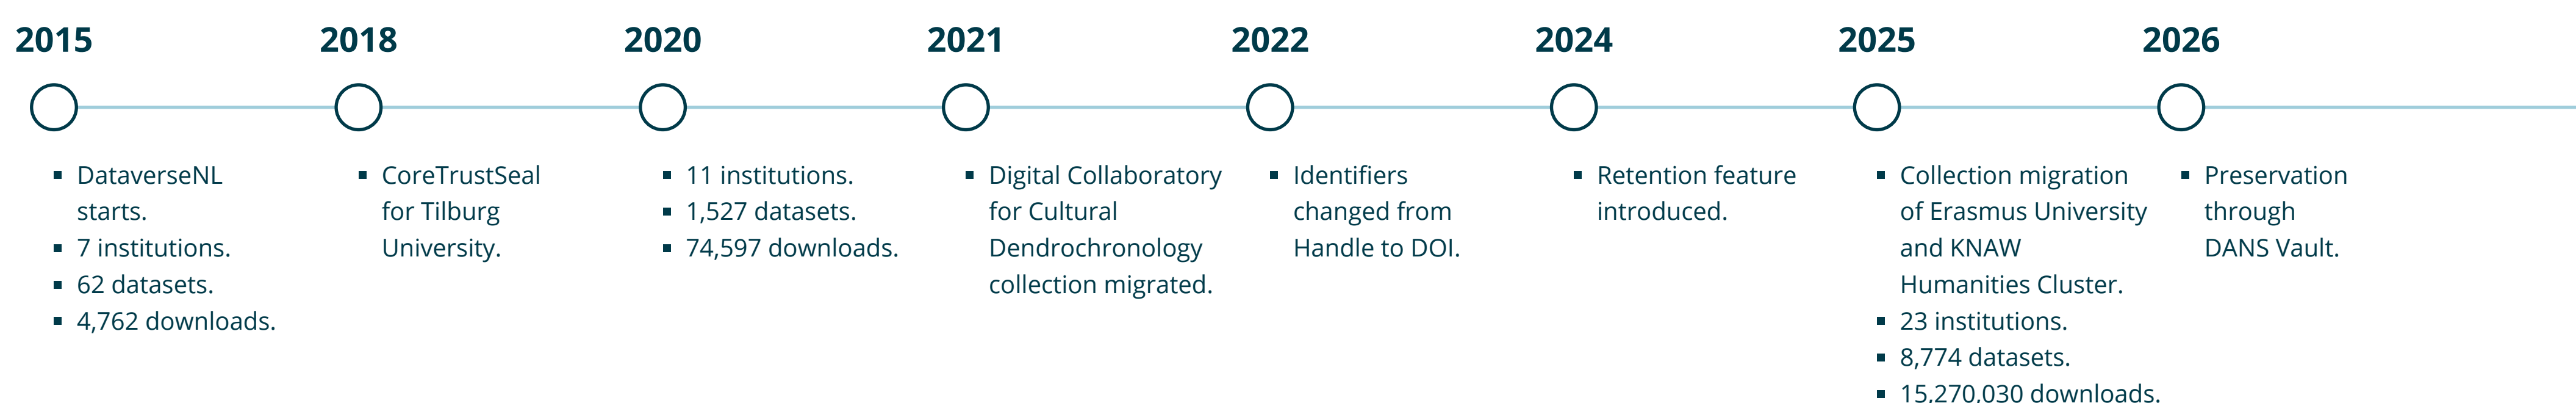 2015
DataverseNL
starts.
7 institutions.
62 datasets.
4,762 downloads.
2018
CoreTrustSeal
for Tilburg
University.
2020
11 institutions.
1,527 datasets.
74,597 downloads.
2021
Digital Collaboratory
for Cultural
Dendrochronology
collection migrated.
2022
Identifiers
changed from
Handle to DOI.
2024
Retention feature
introduced.
2025
Collection migration
of Erasmus University
and KNAW
Humanities Cluster.
23 institutions.
8,774 datasets.
15,270,030 downloads.
2026
Preservation
through
DANS Vault.